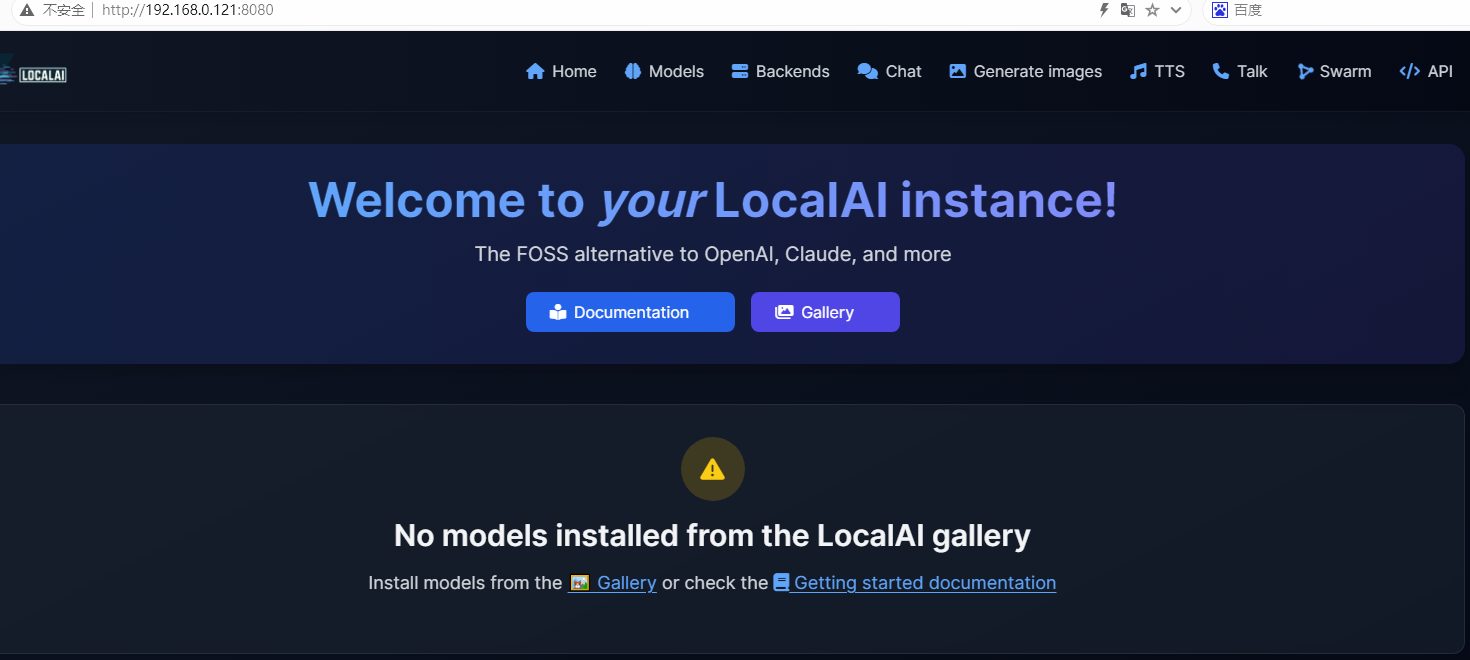 不安全 | http://192.168.0.121:8080 百度
LOCALAI Home Models Backends Chat Generate images TTS Talk Swarm </> API
Welcome to your LocalAI instance!
The FOSS alternative to OpenAI, Claude, and more
Documentation Gallery
No models installed from the LocalAI gallery
Install models from the Gallery or check the Getting started documentation